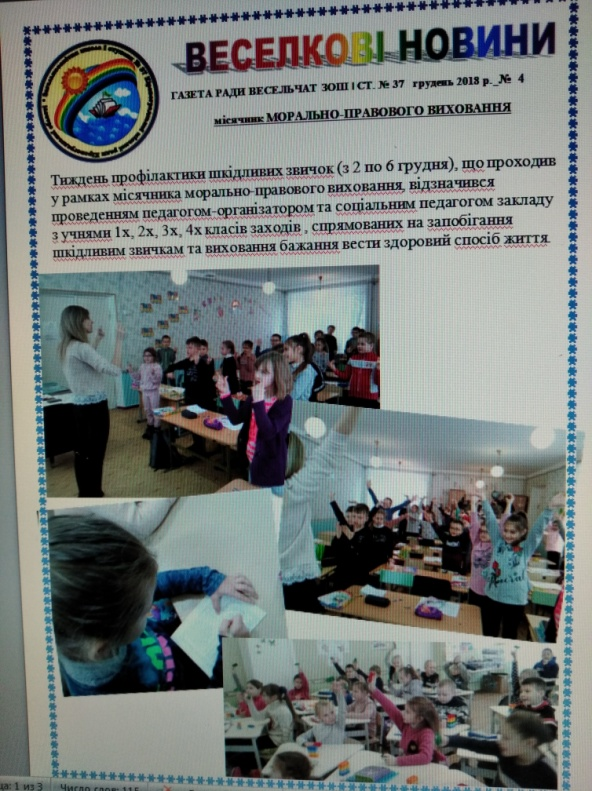 ВЕСЕЛКОВІ НОВИНИ
ГАЗЕТА РАДИ ВЕСЕЛЬЧАТ ЗОШ І СТ. № 37 грудень 2018 р._№ 4
місячник МОРАЛЬНО-ПРАВОВОГО ВИХОВАННЯ
Тиждень профілактики шкідливих звичок (з 2 по 6 грудня), що проходив
у рамках місячника морально-правового виховання, відзначився
проведенням педагогом-організатором та соціальним педагогом закладу
з учнями 1х, 2х, 3х, 4х класів заходів , спрямованих на запобігання
шкідливим звичкам та виховання бажання вести здоровий спосіб життя.
ца: 1 из 3 Число слов: 115